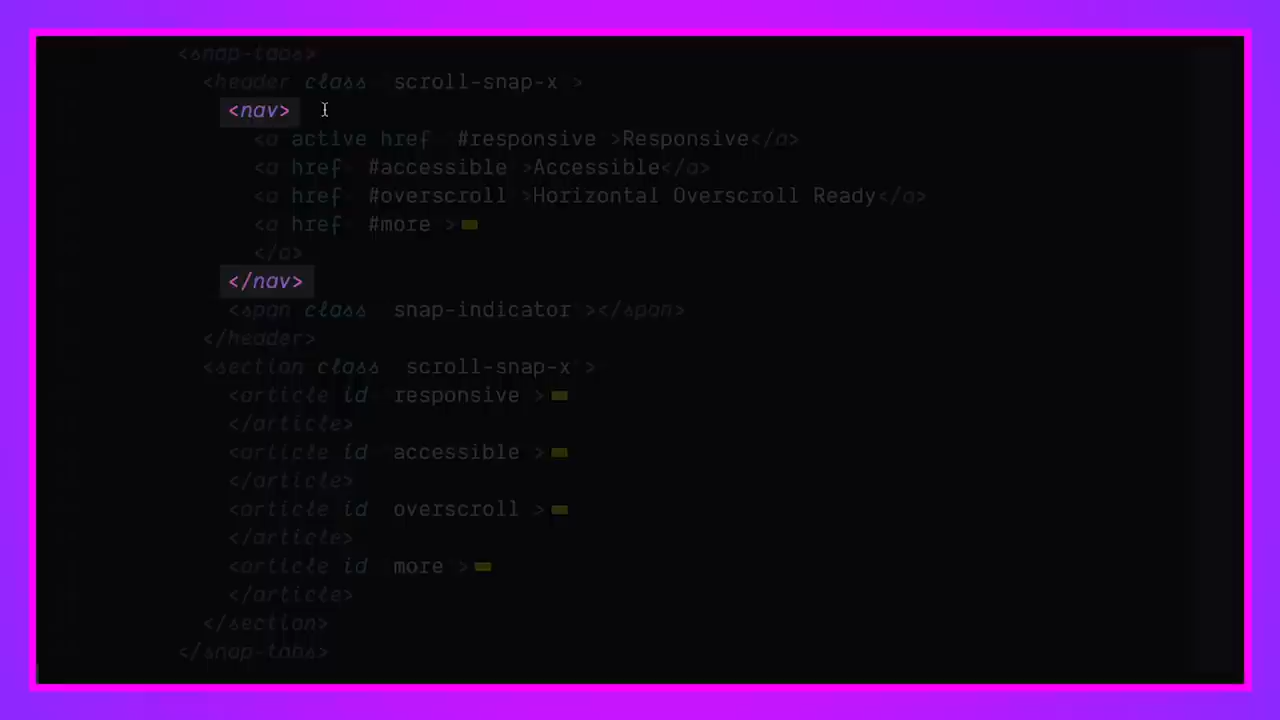 <snap-tabs>
<header class scroll-snap-x >
<nav>
<a active href #responsive >Responsive</a>
<a href #accessible >Accessible</a>
<a href #overscroll >Horizontal Overscroll Ready</a>
<a href #more >
</a>
</nav>
<span class snap-indicator ></span>
</header>
<section class scroll-snap-x >
<article id responsive >
</article>
<article id accessible >
</article>
<article id overscroll >
</article>
<article id more >
</article>
</section>
</snap-tabs>